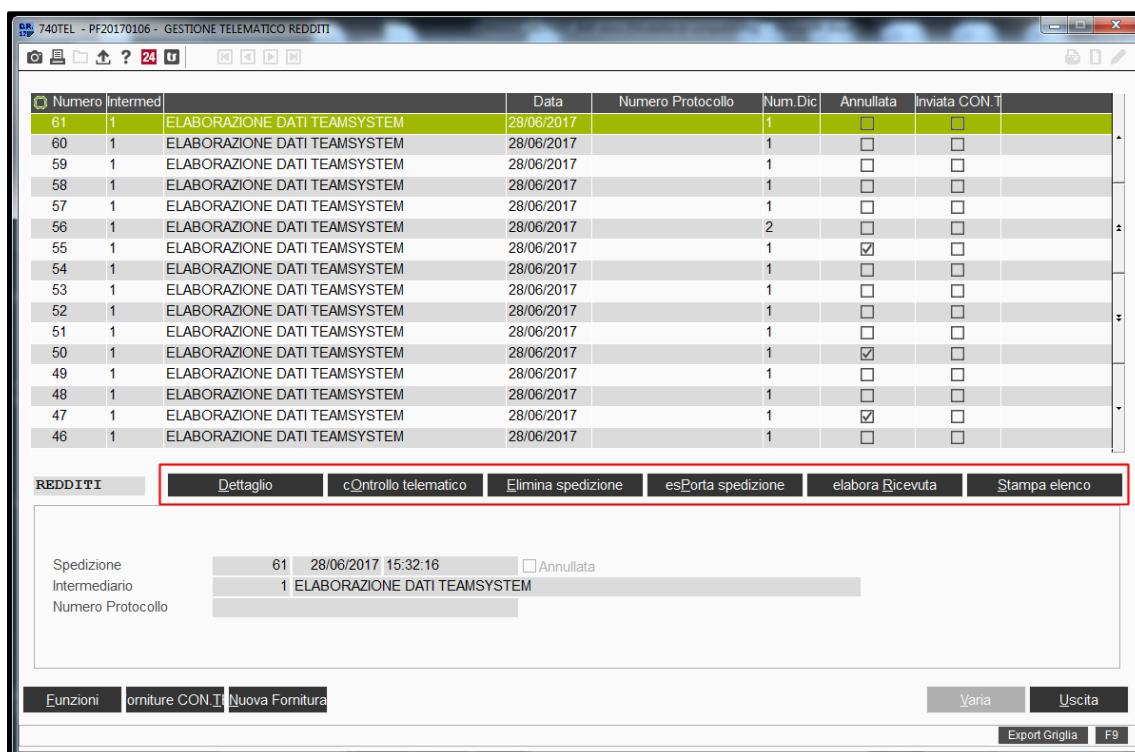 740TEL - PF20170106 - GESTIONE TELEMATICO REDDITI
? 24
Numero Intermed Data Numero Protocollo Num.Dic Annullata Inviata CON.T
61 1 ELABORAZIONE DATI TEAMSYSTEM 28/06/2017 1
60 1 ELABORAZIONE DATI TEAMSYSTEM 28/06/2017 1
59 1 ELABORAZIONE DATI TEAMSYSTEM 28/06/2017 1
58 1 ELABORAZIONE DATI TEAMSYSTEM 28/06/2017 1
57 1 ELABORAZIONE DATI TEAMSYSTEM 28/06/2017 1
56 1 ELABORAZIONE DATI TEAMSYSTEM 28/06/2017 2
55 1 ELABORAZIONE DATI TEAMSYSTEM 28/06/2017 1
54 1 ELABORAZIONE DATI TEAMSYSTEM 28/06/2017 1
53 1 ELABORAZIONE DATI TEAMSYSTEM 28/06/2017 1
52 1 ELABORAZIONE DATI TEAMSYSTEM 28/06/2017 1
51 1 ELABORAZIONE DATI TEAMSYSTEM 28/06/2017 1
50 1 ELABORAZIONE DATI TEAMSYSTEM 28/06/2017 1
49 1 ELABORAZIONE DATI TEAMSYSTEM 28/06/2017 1
48 1 ELABORAZIONE DATI TEAMSYSTEM 28/06/2017 1
47 1 ELABORAZIONE DATI TEAMSYSTEM 28/06/2017 1
46 1 ELABORAZIONE DATI TEAMSYSTEM 28/06/2017 1
REDDITI Dettaglio cOntrollo telematico Elimina spedizione esPorta spedizione elabora Ricevuta Stampa elenco
Spedizione 61 28/06/2017 15:32:16 Annullata
Intermediario 1 ELABORAZIONE DATI TEAMSYSTEM
Numero Protocollo
Funzioni orniture CON.TE Nuova Fornitura Varia Uscita
Export Griglia F9